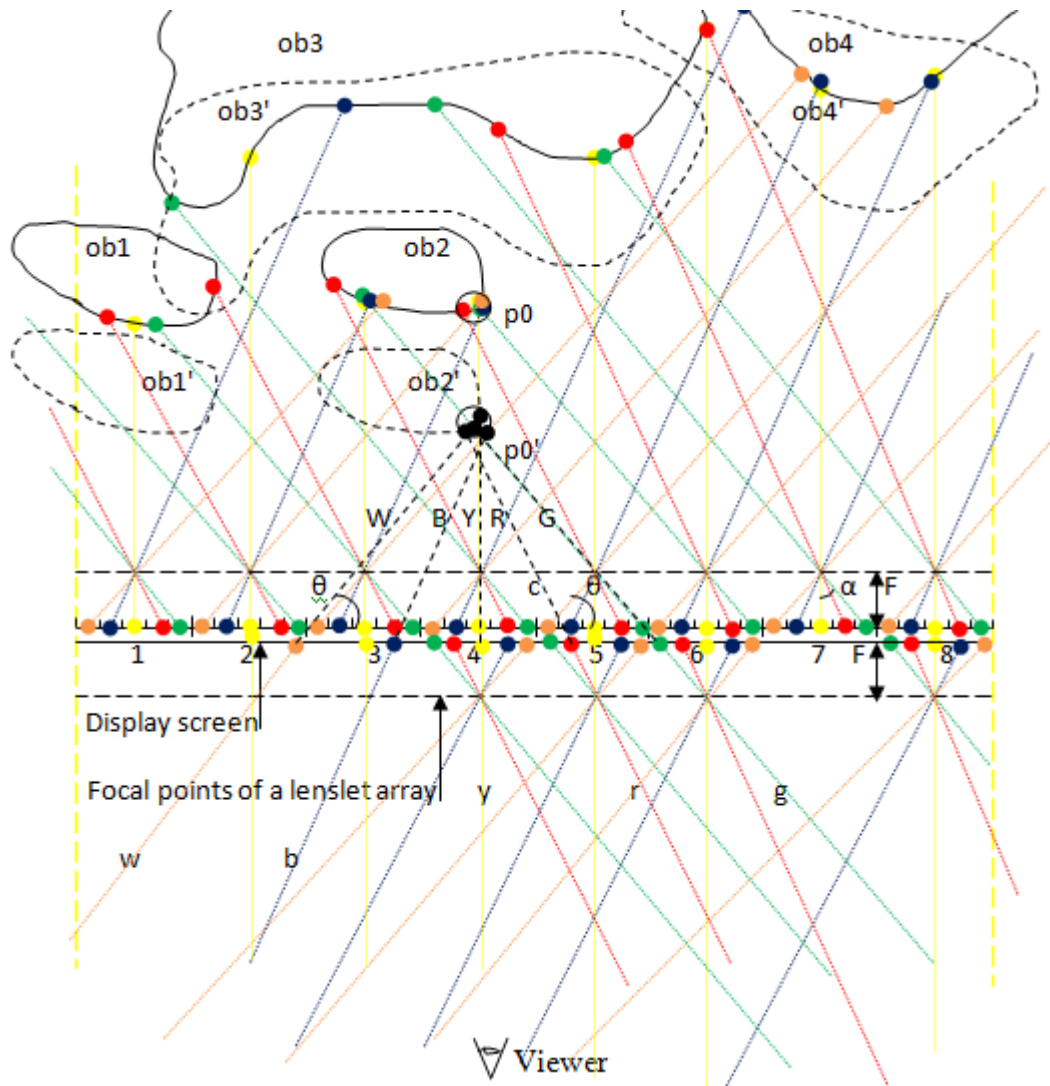 ob3
ob4
ob3'
ob4'
ob1
ob2
p0
ob1'
ob2'
p0'
W B Y R G
θ c θ α F
1 2 3 4 5 6 7 F 8
Display screen
Focal points of a lenslet array y r g
w b
Viewer